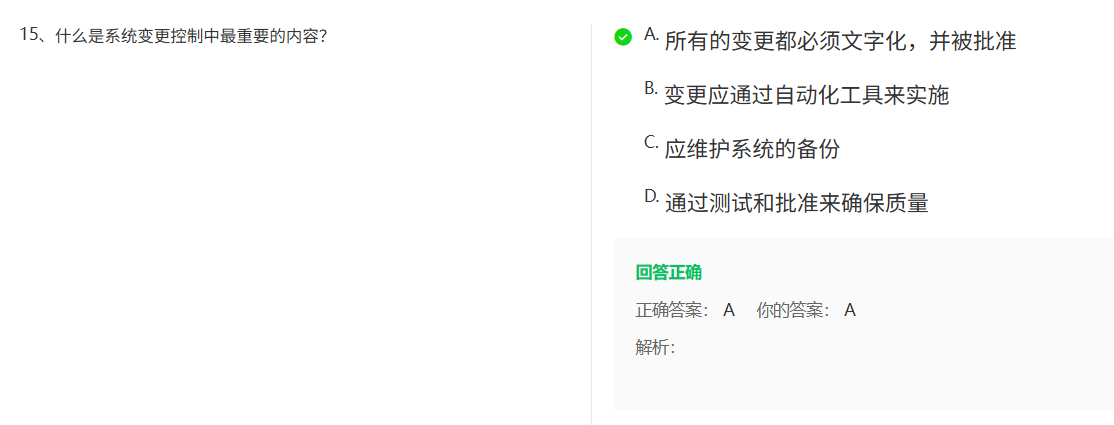 15、什么是系统变更控制中最重要的内容？
A. 所有的变更都必须文字化，并被批准
B. 变更应通过自动化工具来实施
C. 应维护系统的备份
D. 通过测试和批准来确保质量
回答正确
正确答案： A 你的答案： A
解析：